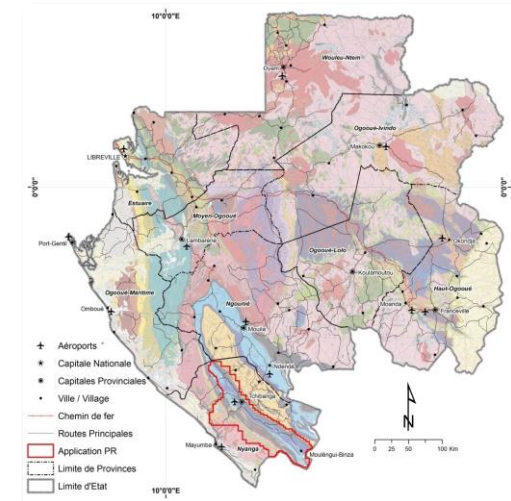 10°0'0"E
Woulou-Ntem
Oyem
Ogooué-Ivindo
Makokou
LIBREVILLE
0°0'0"
0°0'0"
Estuaire
Moyen-Ogooué
Port-Gentil
Lambaréné
Okondja
Ogooué-Lolo
Koulamoutou
Ogooué-Maritime
Haut-Ogooué
Ngounié
Moanda
Franceville
Omboué
Mouila
Aéroports
Capitale Nationale
Ndendé
Capitales Provinciales
Ville / Village
Tchibanga
Chemin de fer
N
Routes Principales
Application PR
Mayumba
Nyanga
Mouléngui-Binza
0 25 50 100 Km
Limite de Provinces
Limite d'Etat
10°0'0"E